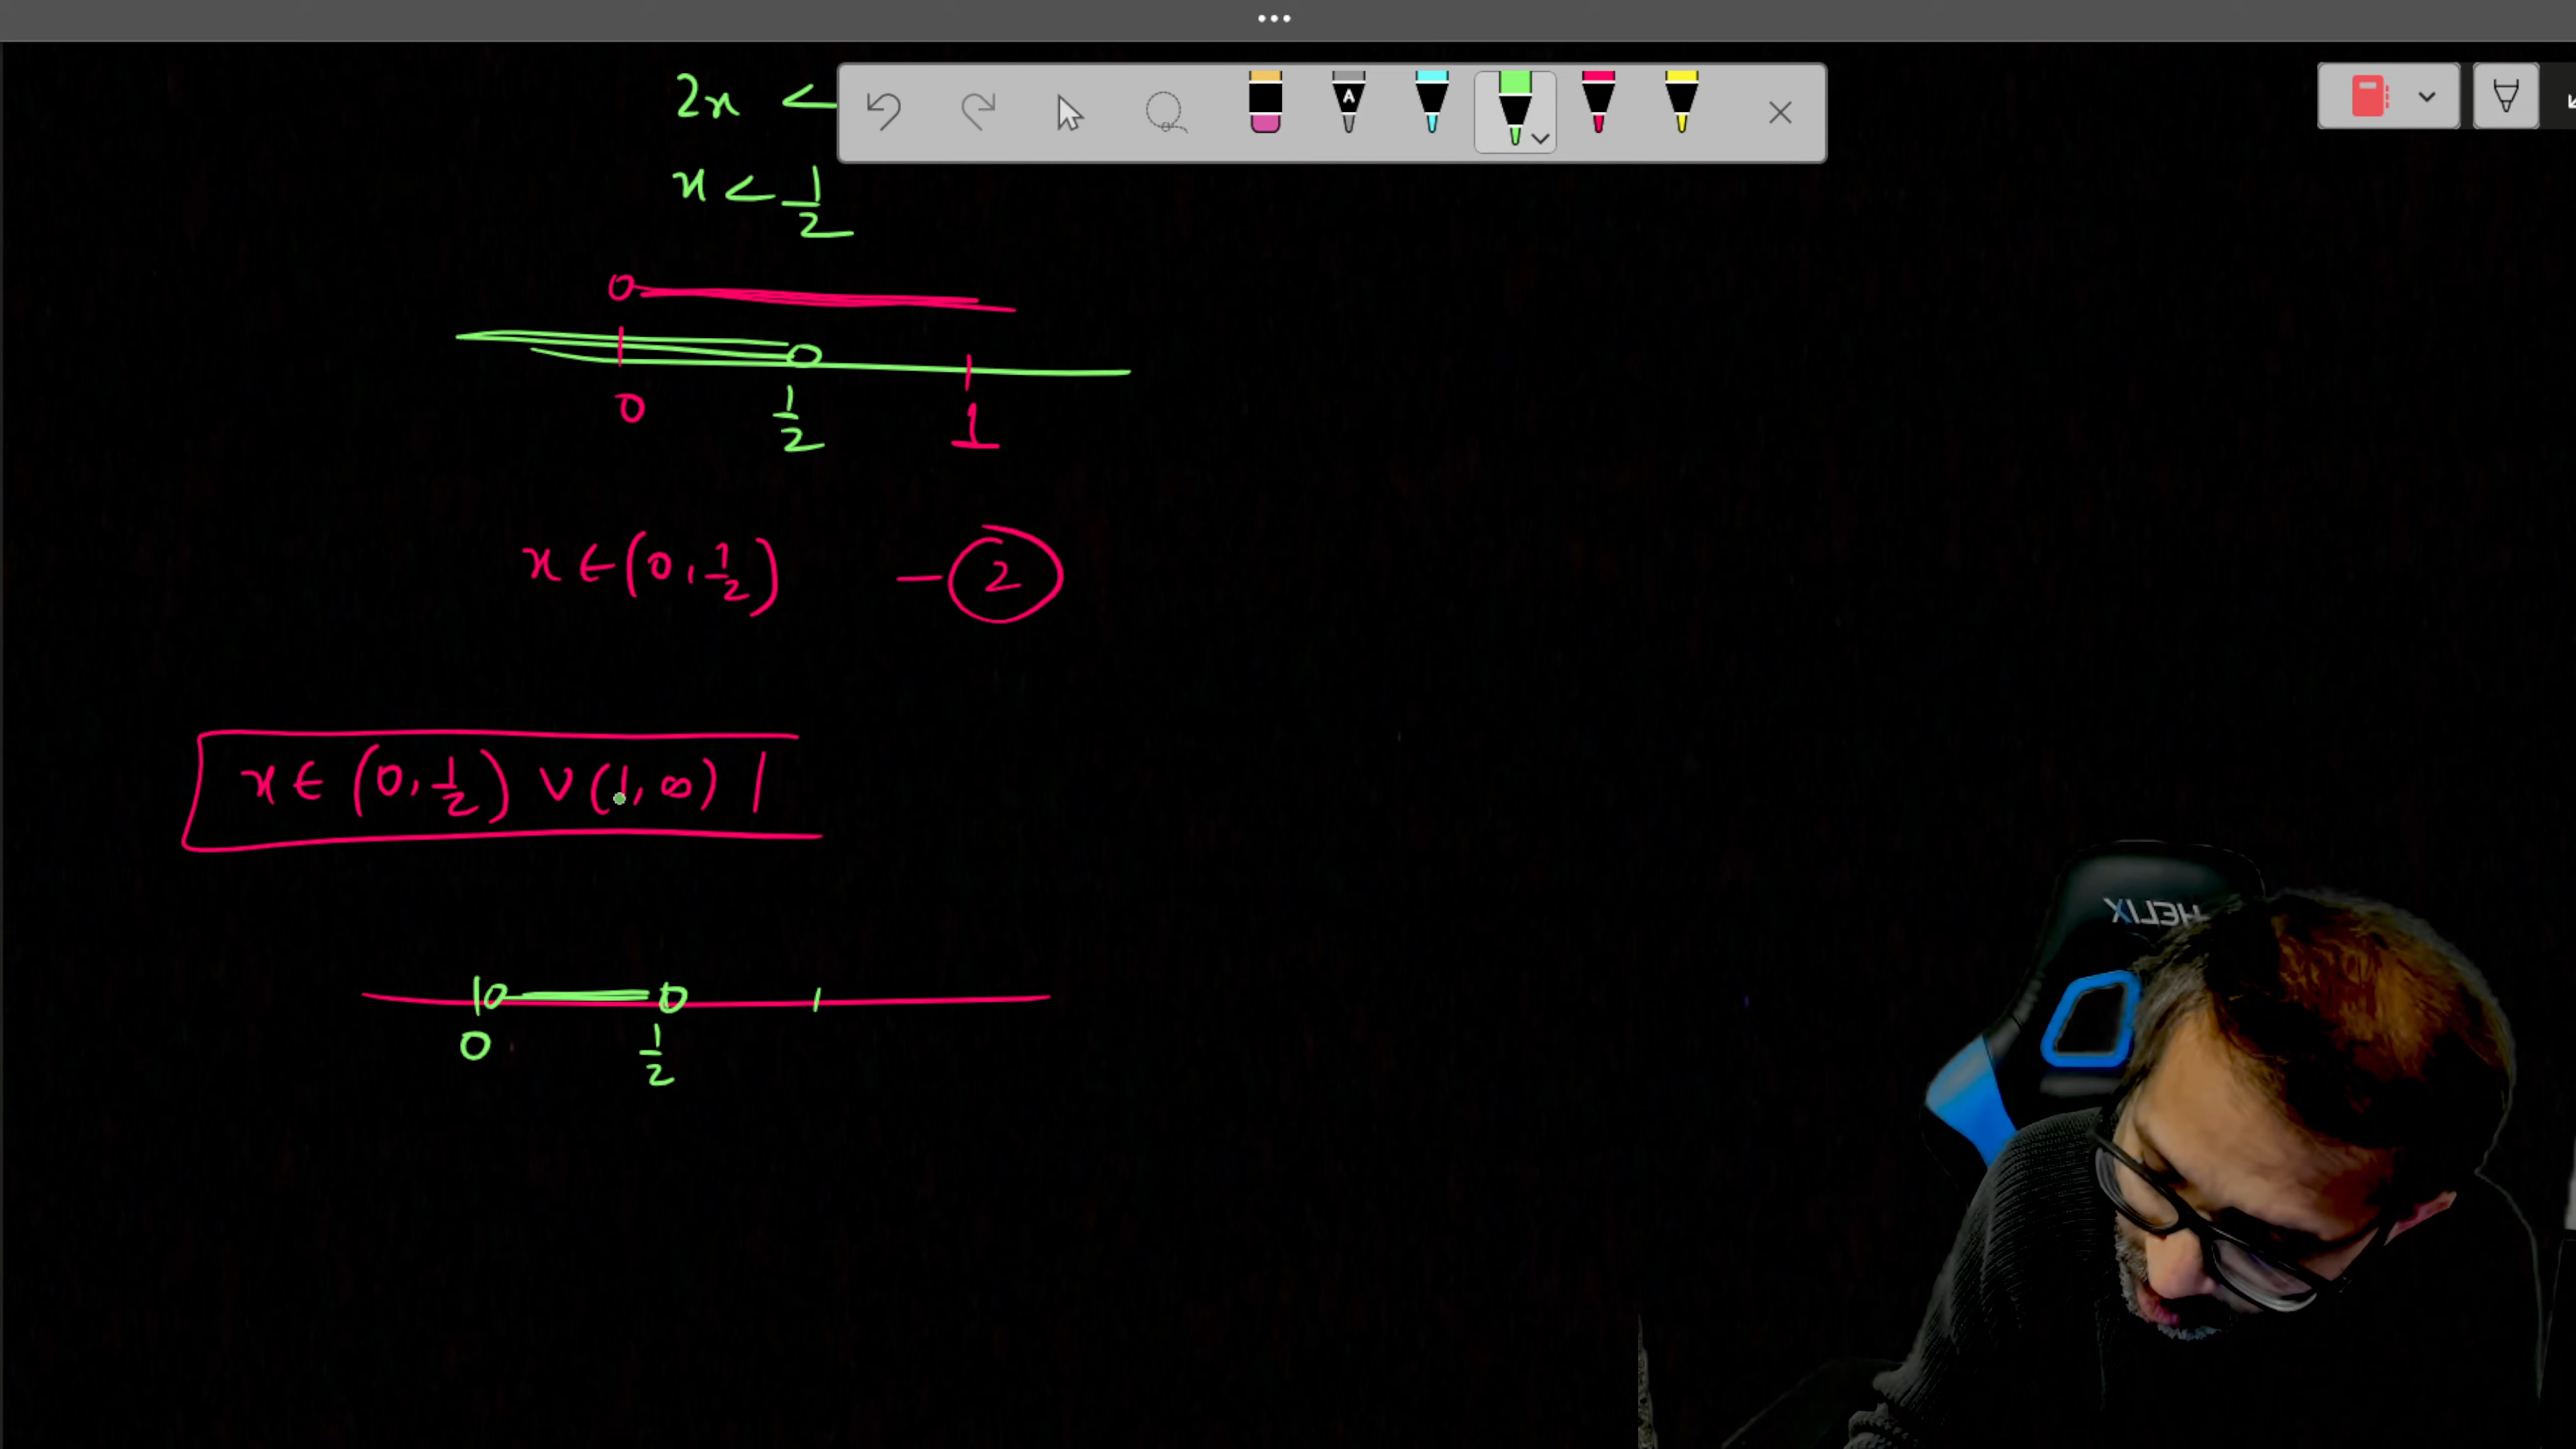 2x <
x < 1/2
0 1/2 1
x ∈ (0, 1/2) — 2
x ∈ (0, 1/2) ∪ (1, ∞)
0 1/2
HELIX
A